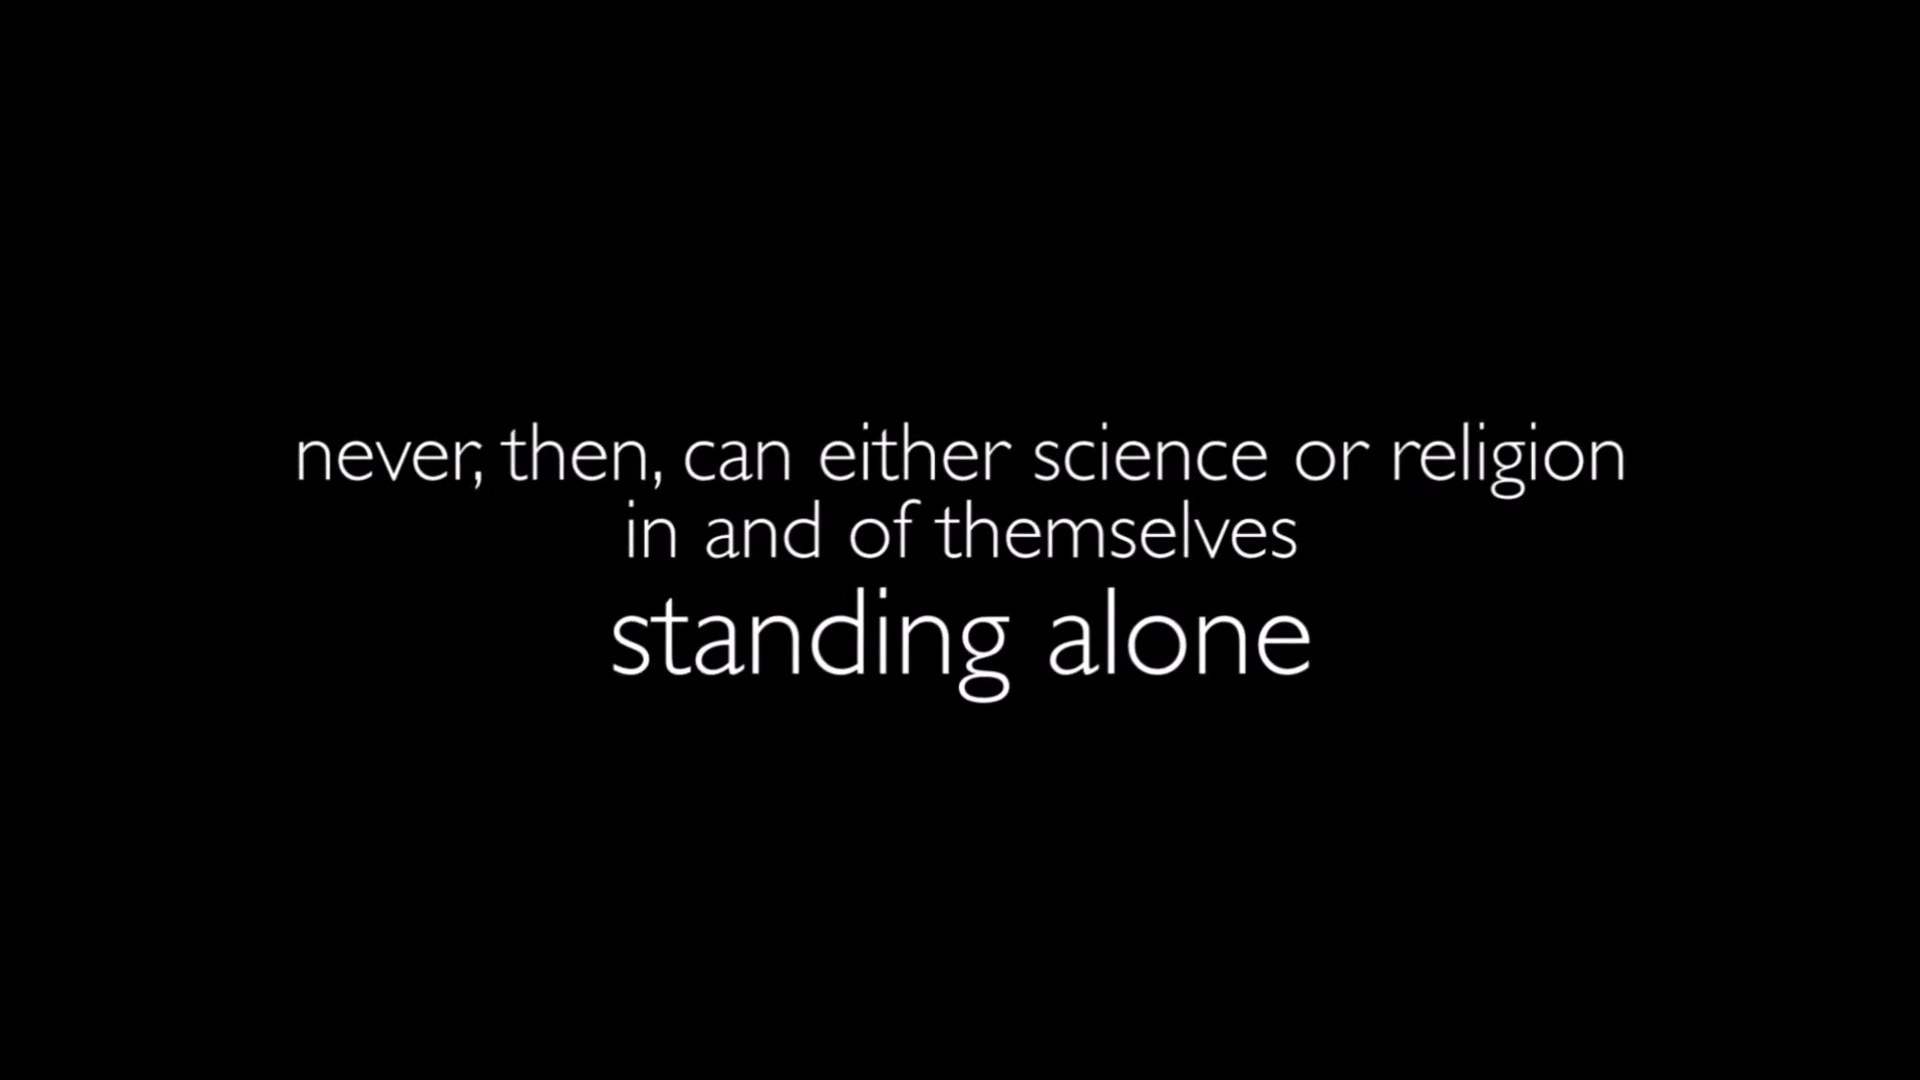 never, then, can either science or religion
in and of themselves
standing alone